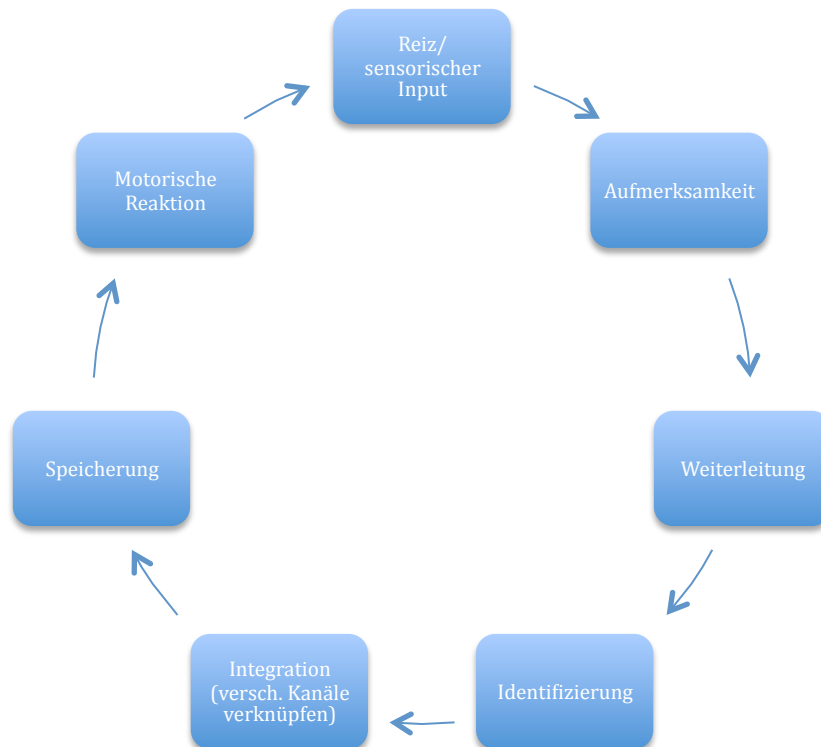 Reiz/
sensorischer
Input
Aufmerksamkeit
Weiterleitung
Identifizierung
Integration
(versch. Kanäle
verknüpfen)
Speicherung
Motorische
Reaktion